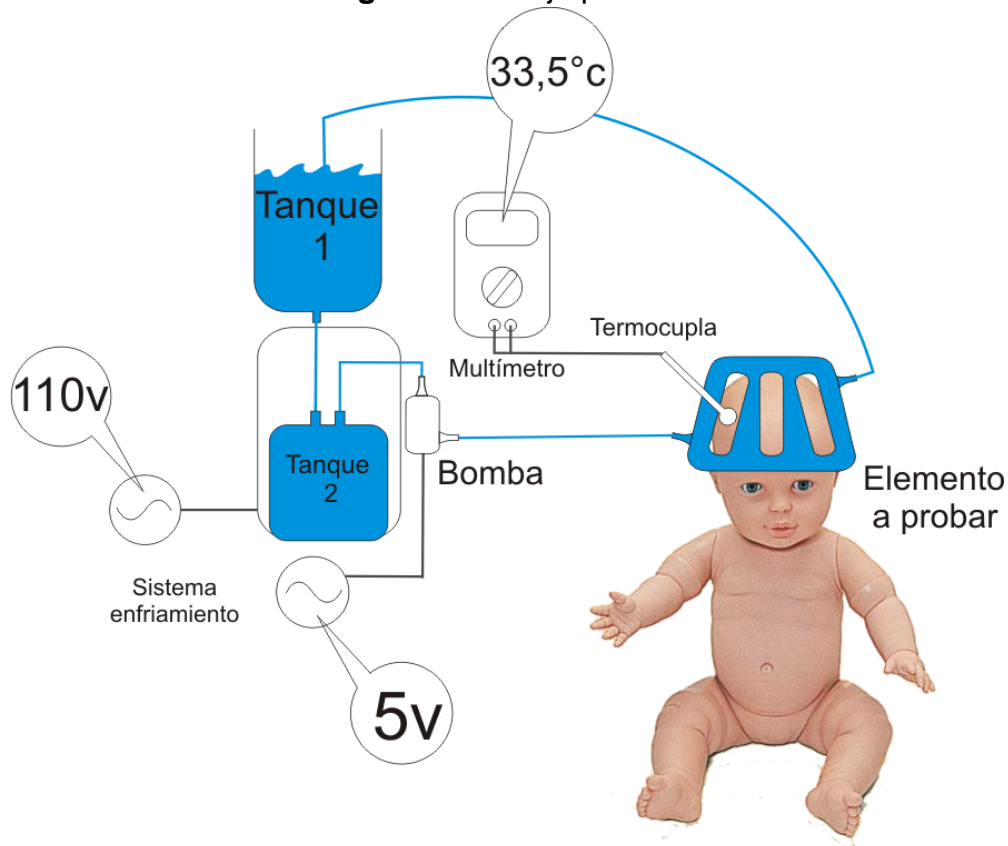 33,5°c
Tanque
1
Termocupla
Multímetro
110v
Tanque
2
Bomba
Elemento
a probar
Sistema
enfriamiento
5v